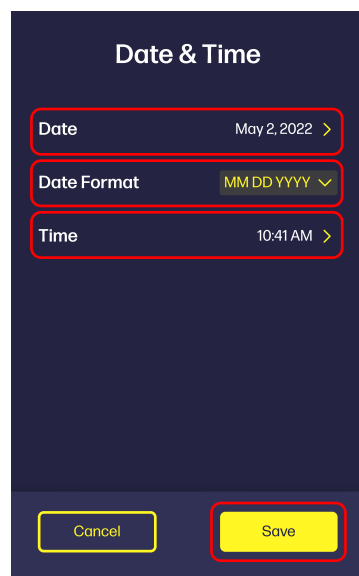 Date & Time
Date May 2, 2022
Date Format MM DD YYYY
Time 10:41 AM
Cancel Save